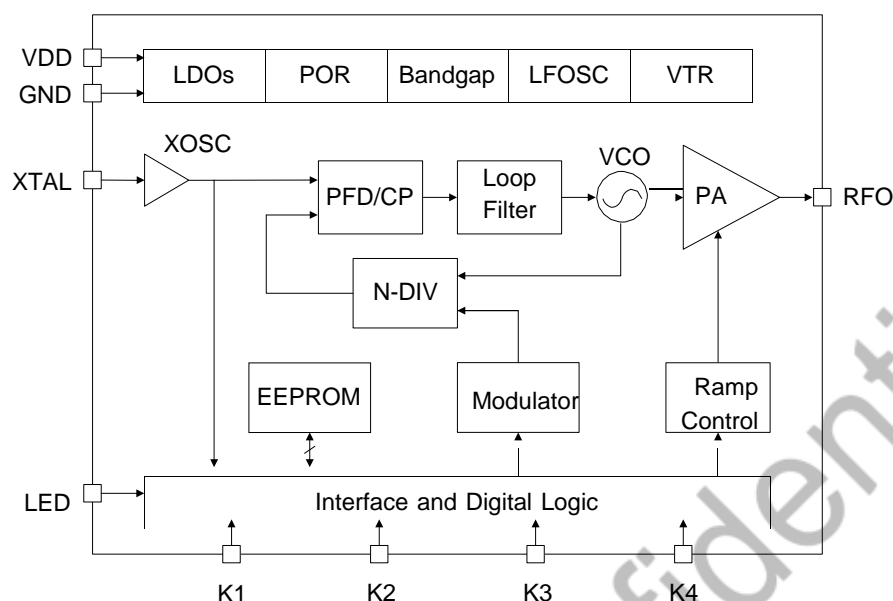 VDD
GND
LDOs
POR
Bandgap
LFOSC
VTR
XOSC
XTAL
PFD/CP
Loop
Filter
VCO
PA
RFO
N-DIV
EEPROM
Modulator
Ramp
Control
LED
Interface and Digital Logic
K1
K2
K3
K4
fidenti